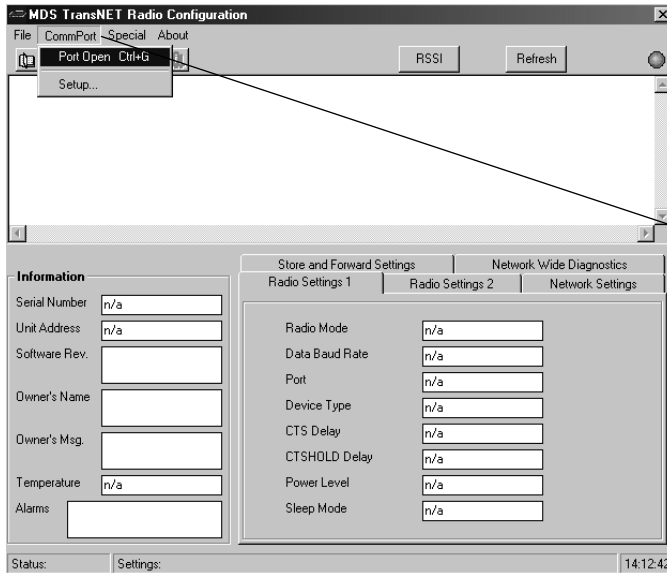 MDS TransNET Radio Configuration
File CommPort Special About
Port Open Ctrl+G
Setup...
RSSI Refresh
Information
Serial Number n/a
Unit Address n/a
Software Rev.
Owner's Name
Owner's Msg.
Temperature n/a
Alarms
Store and Forward Settings Network Wide Diagnostics
Radio Settings 1 Radio Settings 2 Network Settings
Radio Mode n/a
Data Baud Rate n/a
Port n/a
Device Type n/a
CTS Delay n/a
CTSHOLD Delay n/a
Power Level n/a
Sleep Mode n/a
Status: Settings: 14:12:42